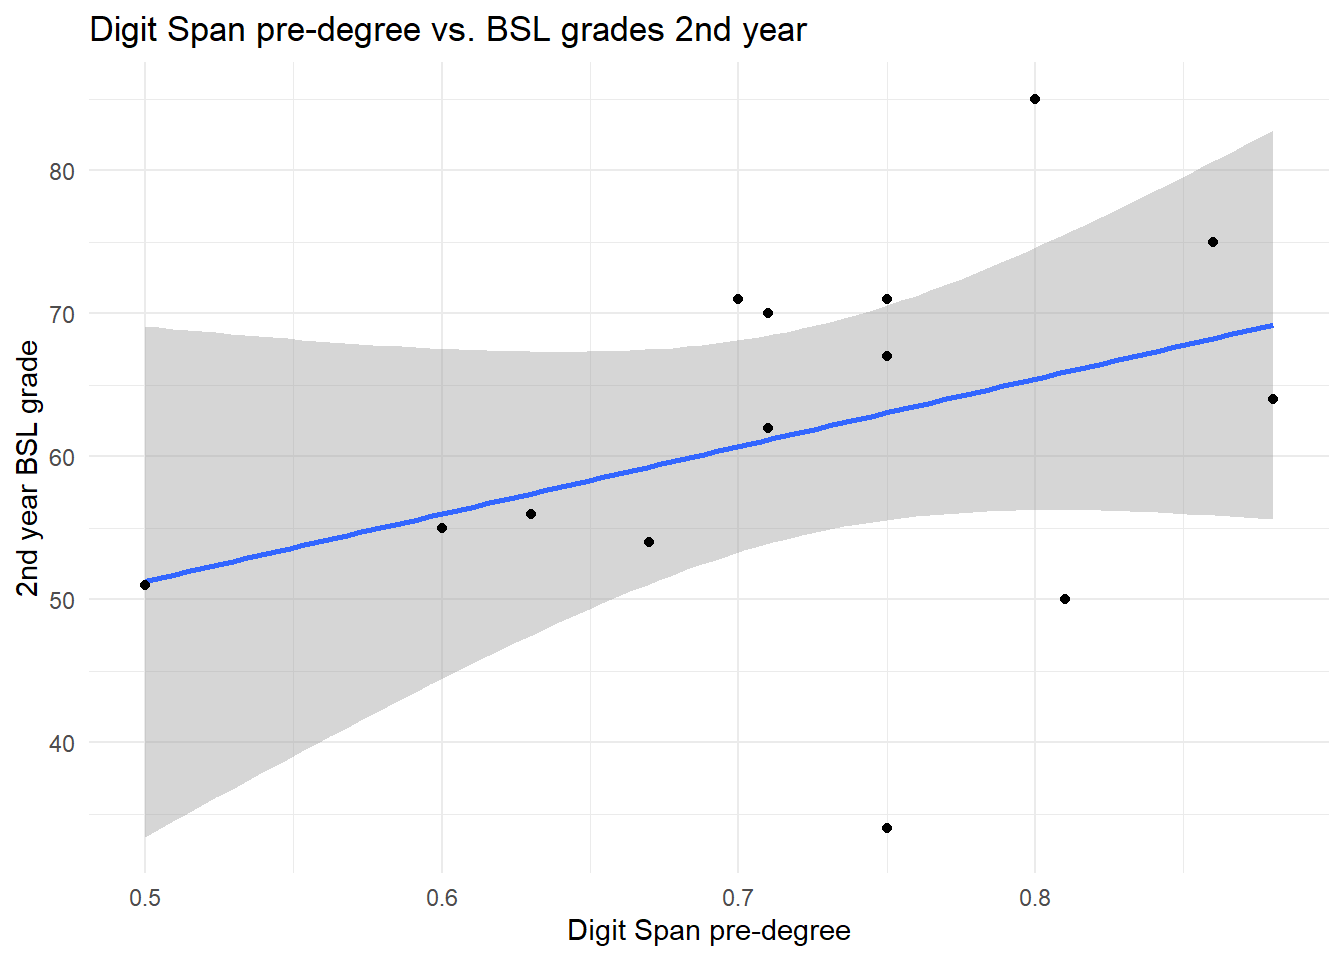 Digit Span pre-degree vs. BSL grades 2nd year
80
70
60
50
40
2nd year BSL grade
0.5 0.6 0.7 0.8
Digit Span pre-degree